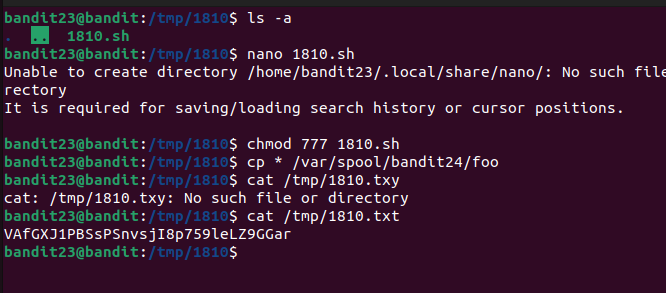 bandit23@bandit:/tmp/1810$ ls -a
.  ..  1810.sh
bandit23@bandit:/tmp/1810$ nano 1810.sh
Unable to create directory /home/bandit23/.local/share/nano/: No such file
rectory
It is required for saving/loading search history or cursor positions.
bandit23@bandit:/tmp/1810$ chmod 777 1810.sh
bandit23@bandit:/tmp/1810$ cp * /var/spool/bandit24/foo
bandit23@bandit:/tmp/1810$ cat /tmp/1810.txy
cat: /tmp/1810.txy: No such file or directory
bandit23@bandit:/tmp/1810$ cat /tmp/1810.txt
VAfGXJ1PBSsPSnvsjI8p759leLZ9GGar
bandit23@bandit:/tmp/1810$